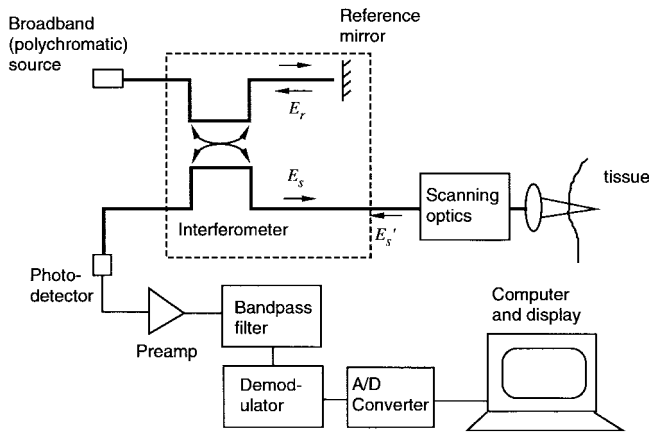 Broadband
(polychromatic)
source
Reference
mirror
E_r
E_s
E_s'
Interferometer
Scanning
optics
tissue
Photo-
detector
Preamp
Bandpass
filter
Demod-
ulator
A/D
Converter
Computer
and display